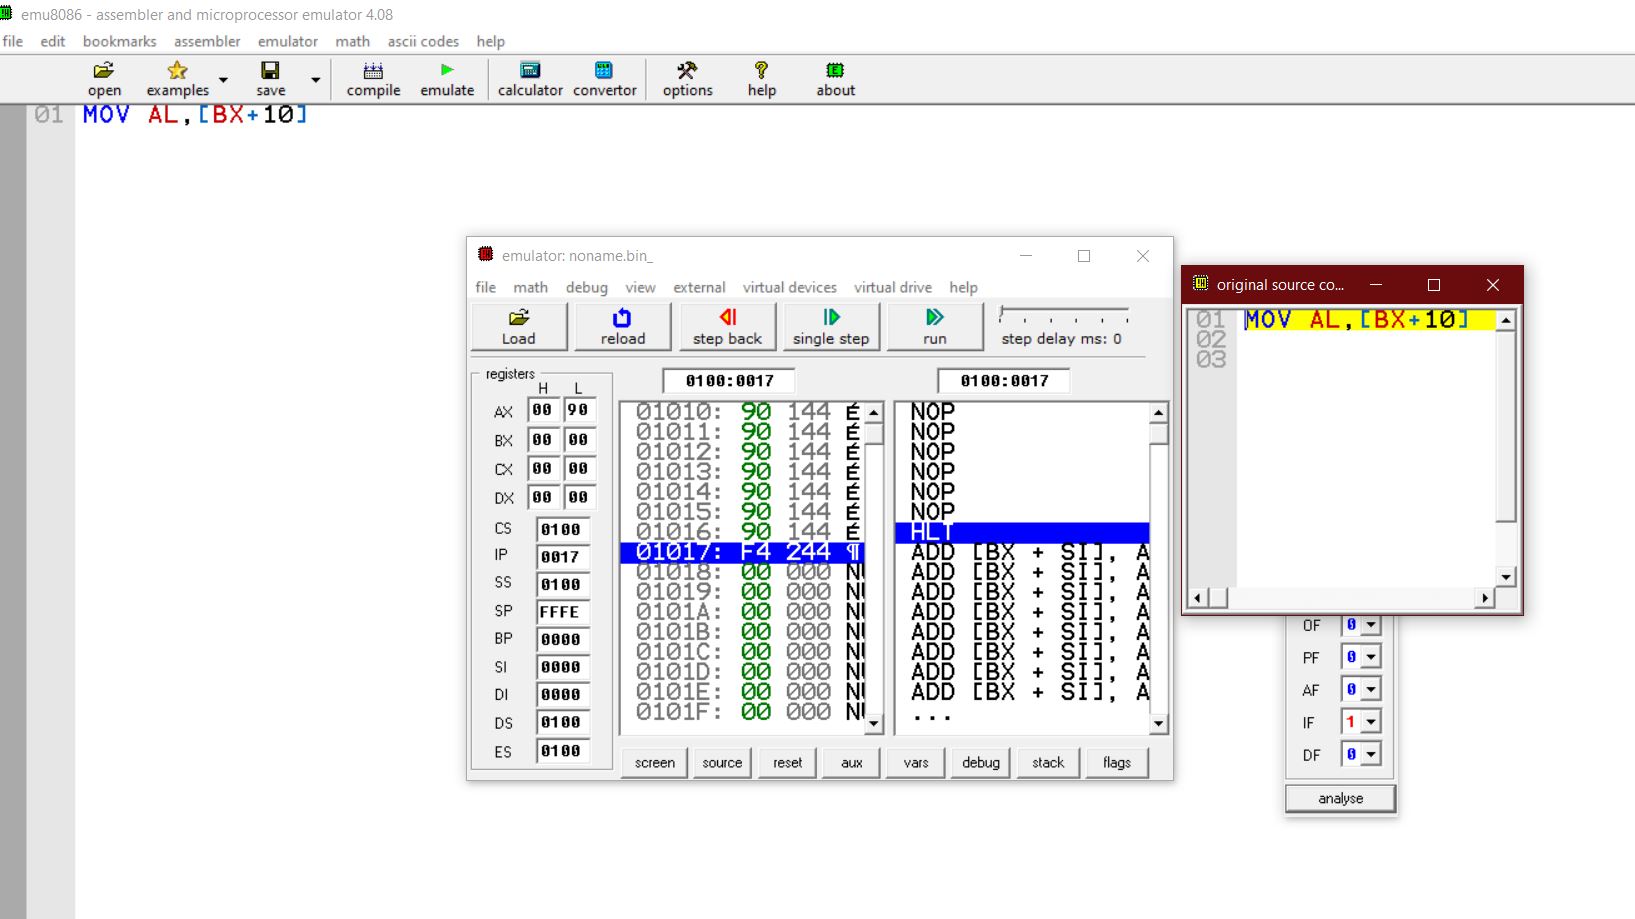 emu8086 - assembler and microprocessor emulator 4.08
file edit bookmarks assembler emulator math ascii codes help
open examples save compile emulate calculator convertor options help about
01 MOV AL,[BX+10]
emulator: noname.bin_
file math debug view external virtual devices virtual drive help
Load reload step back single step run step delay ms: 0
registers
H L
AX 00 90
BX 00 00
CX 00 00
DX 00 00
CS 0100
IP 0017
SS 0100
SP FFFE
BP 0000
SI 0000
DI 0000
DS 0100
ES 0100
0100:0017
01010: 90 144 É
01011: 90 144 É
01012: 90 144 É
01013: 90 144 É
01014: 90 144 É
01015: 90 144 É
01016: 90 144 É
01017: F4 244 ¶
01018: 00 000 NU
01019: 00 000 NU
0101A: 00 000 NU
0101B: 00 000 NU
0101C: 00 000 NU
0101D: 00 000 NU
0101E: 00 000 NU
0101F: 00 000 NU
0100:0017
NOP
NOP
NOP
NOP
NOP
NOP
HLT
ADD [BX + SI], A
ADD [BX + SI], A
ADD [BX + SI], A
ADD [BX + SI], A
ADD [BX + SI], A
ADD [BX + SI], A
ADD [BX + SI], A
ADD [BX + SI], A
...
screen source reset aux vars debug stack flags
original source co...
01 MOV AL,[BX+10]
02
03
OF 0
PF 0
AF 0
IF 1
DF 0
analyse